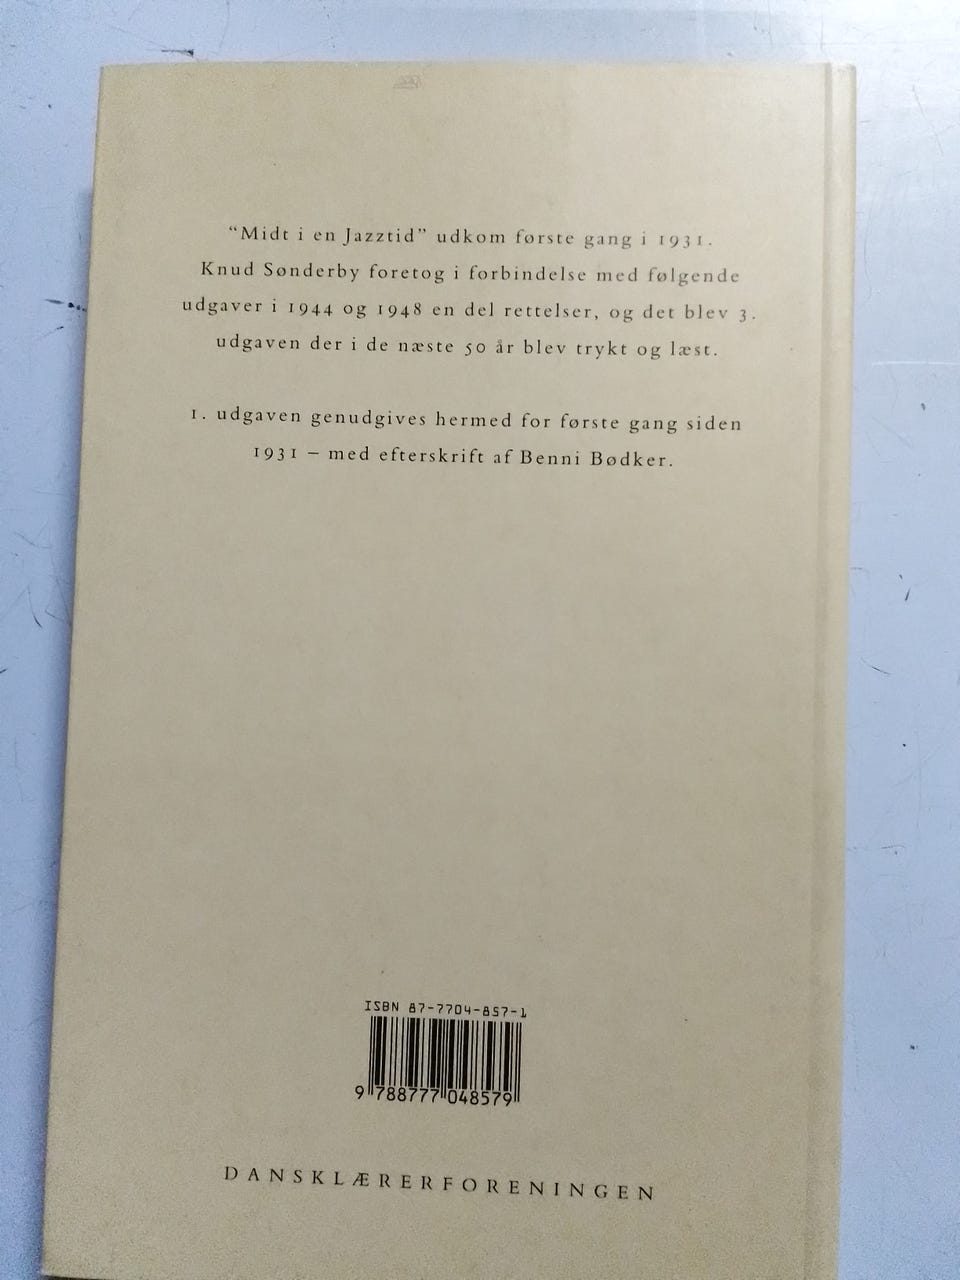 “Midt i en Jazztid” udkom første gang i 1931.
Knud Sønderby foretog i forbindelse med følgende
udgaver i 1944 og 1948 en del rettelser, og det blev 3.
udgaven der i de næste 50 år blev trykt og læst.
1. udgaven genudgives hermed for første gang siden
1931 – med efterskrift af Benni Bødker.
ISBN 87-7704-857-1
9 788777 048579
DANSKLÆRERFORENINGEN